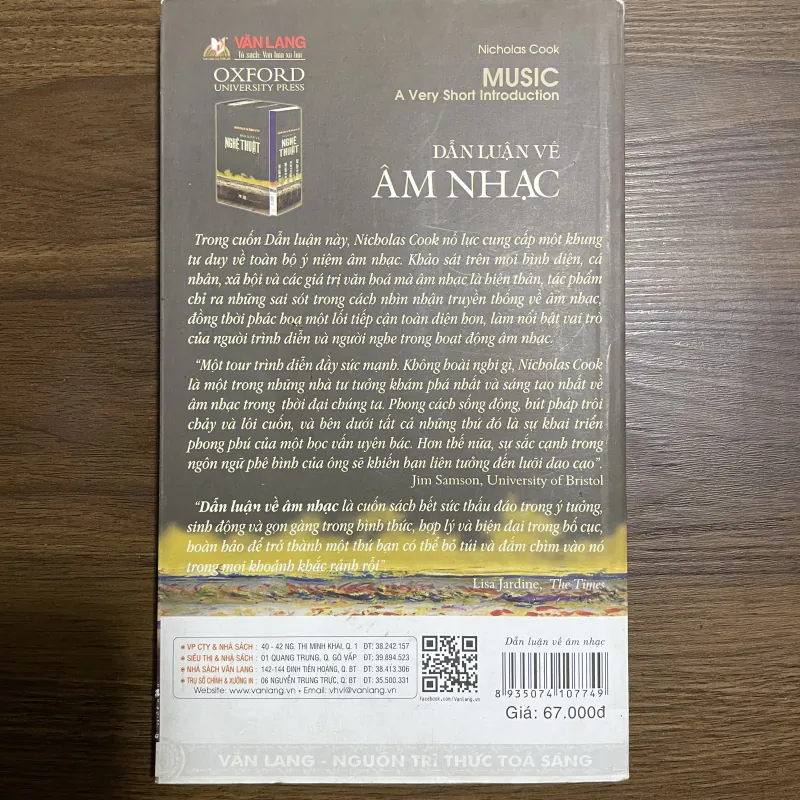 VĂN LANG
Tủ sách: Văn hóa xã hội
OXFORD
UNIVERSITY PRESS
NGHỆ THUẬT
NGHỆ THUẬT
Nicholas Cook
MUSIC
A Very Short Introduction
DẪN LUẬN VỀ
ÂM NHẠC
Trong cuốn Dẫn luận này, Nicholas Cook nỗ lực cung cấp một khung
tư duy về toàn bộ ý niệm âm nhạc. Khảo sát trên mọi bình diện, cá
nhân, xã hội và các giá trị văn hoá mà âm nhạc là hiện thân, tác phẩm
chỉ ra những sai sót trong cách nhìn nhận truyền thống về âm nhạc,
đồng thời phác hoạ một lối tiếp cận toàn diện hơn, làm nổi bật vai trò
của người trình diễn và người nghe trong hoạt động âm nhạc.
“Một tour trình diễn đầy sức mạnh. Không hoài nghi gì, Nicholas Cook
là một trong những nhà tư tưởng khám phá nhất và sáng tạo nhất về
âm nhạc trong thời đại chúng ta. Phong cách sống động, bút pháp trôi
chảy và lôi cuốn, và bên dưới tất cả những thứ đó là sự khai triển
phong phú của một học vấn uyên bác. Hơn thế nữa, sự sắc cạnh trong
ngôn ngữ phê bình của ông sẽ khiến bạn liên tưởng đến lưỡi dao cạo”.
Jim Samson, University of Bristol
“Dẫn luận về âm nhạc là cuốn sách hết sức thấu đáo trong ý tưởng,
sinh động và gọn gàng trong hình thức, hợp lý và hiện đại trong bố cục,
hoàn hảo để trở thành một thứ bạn có thể bỏ túi và đắm chìm vào nó
trong mọi khoảnh khắc rảnh rỗi”
Lisa Jardine, The Times
• VP CTY & NHÀ SÁCH : 40 - 42 NG. THỊ MINH KHAI, Q. 1 ĐT: 38.242.157
• SIÊU THỊ & NHÀ SÁCH : 01 QUANG TRUNG, Q. GÒ VẤP ĐT: 39.894.523
• NHÀ SÁCH VĂN LANG : 142-144 ĐINH TIÊN HOÀNG, Q. BT ĐT: 38.413.306
• TRỤ SỞ CHÍNH & XƯỞNG IN : 06 NGUYỄN TRUNG TRỰC, Q. BT ĐT: 35.500.331
Website: www.vanlang.vn • Email: vhvl@vanlang.vn
Facebook.com/Vanlang.vn
Dẫn luận về âm nhạc
8 935074 107749
Giá: 67.000đ
VĂN LANG - NGUỒN TRI THỨC TOẢ SÁNG